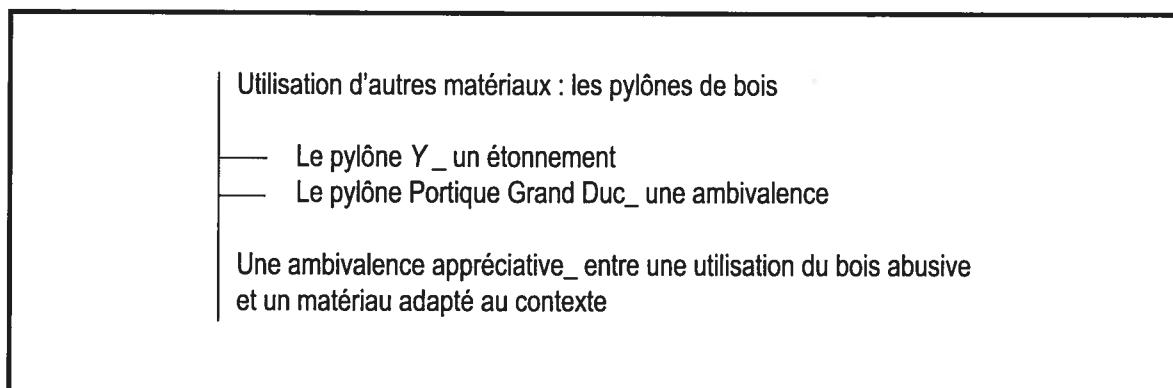 Utilisation d'autres matériaux : les pylônes de bois
Le pylône Y _ un étonnement
Le pylône Portique Grand Duc_ une ambivalence
Une ambivalence appréciative_ entre une utilisation du bois abusive
et un matériau adapté au contexte